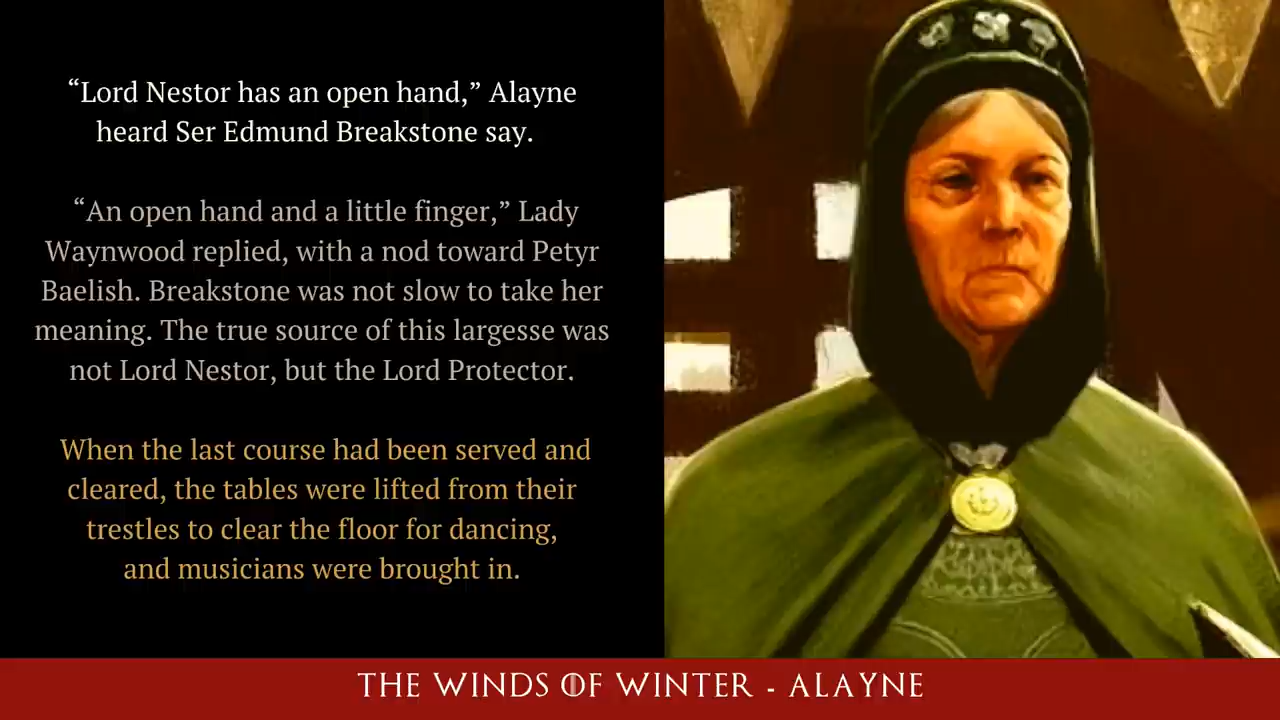 “Lord Nestor has an open hand,” Alayne
heard Ser Edmund Breakstone say.
“An open hand and a little finger,” Lady
Waynwood replied, with a nod toward Petyr
Baelish. Breakstone was not slow to take her
meaning. The true source of this largesse was
not Lord Nestor, but the Lord Protector.
When the last course had been served and
cleared, the tables were lifted from their
trestles to clear the floor for dancing,
and musicians were brought in.
THE WINDS OF WINTER - ALAYNE